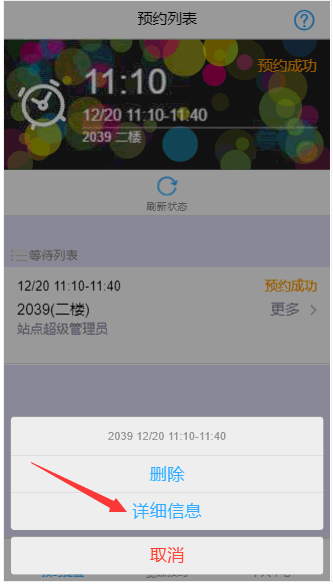 预约列表
预约成功
11:10
12/20 11:10-11:40
2039 二楼
刷新状态
等待列表
12/20 11:10-11:40 预约成功
2039(二楼) 更多
站点超级管理员
2039 12/20 11:10-11:40
删除
详细信息
取消